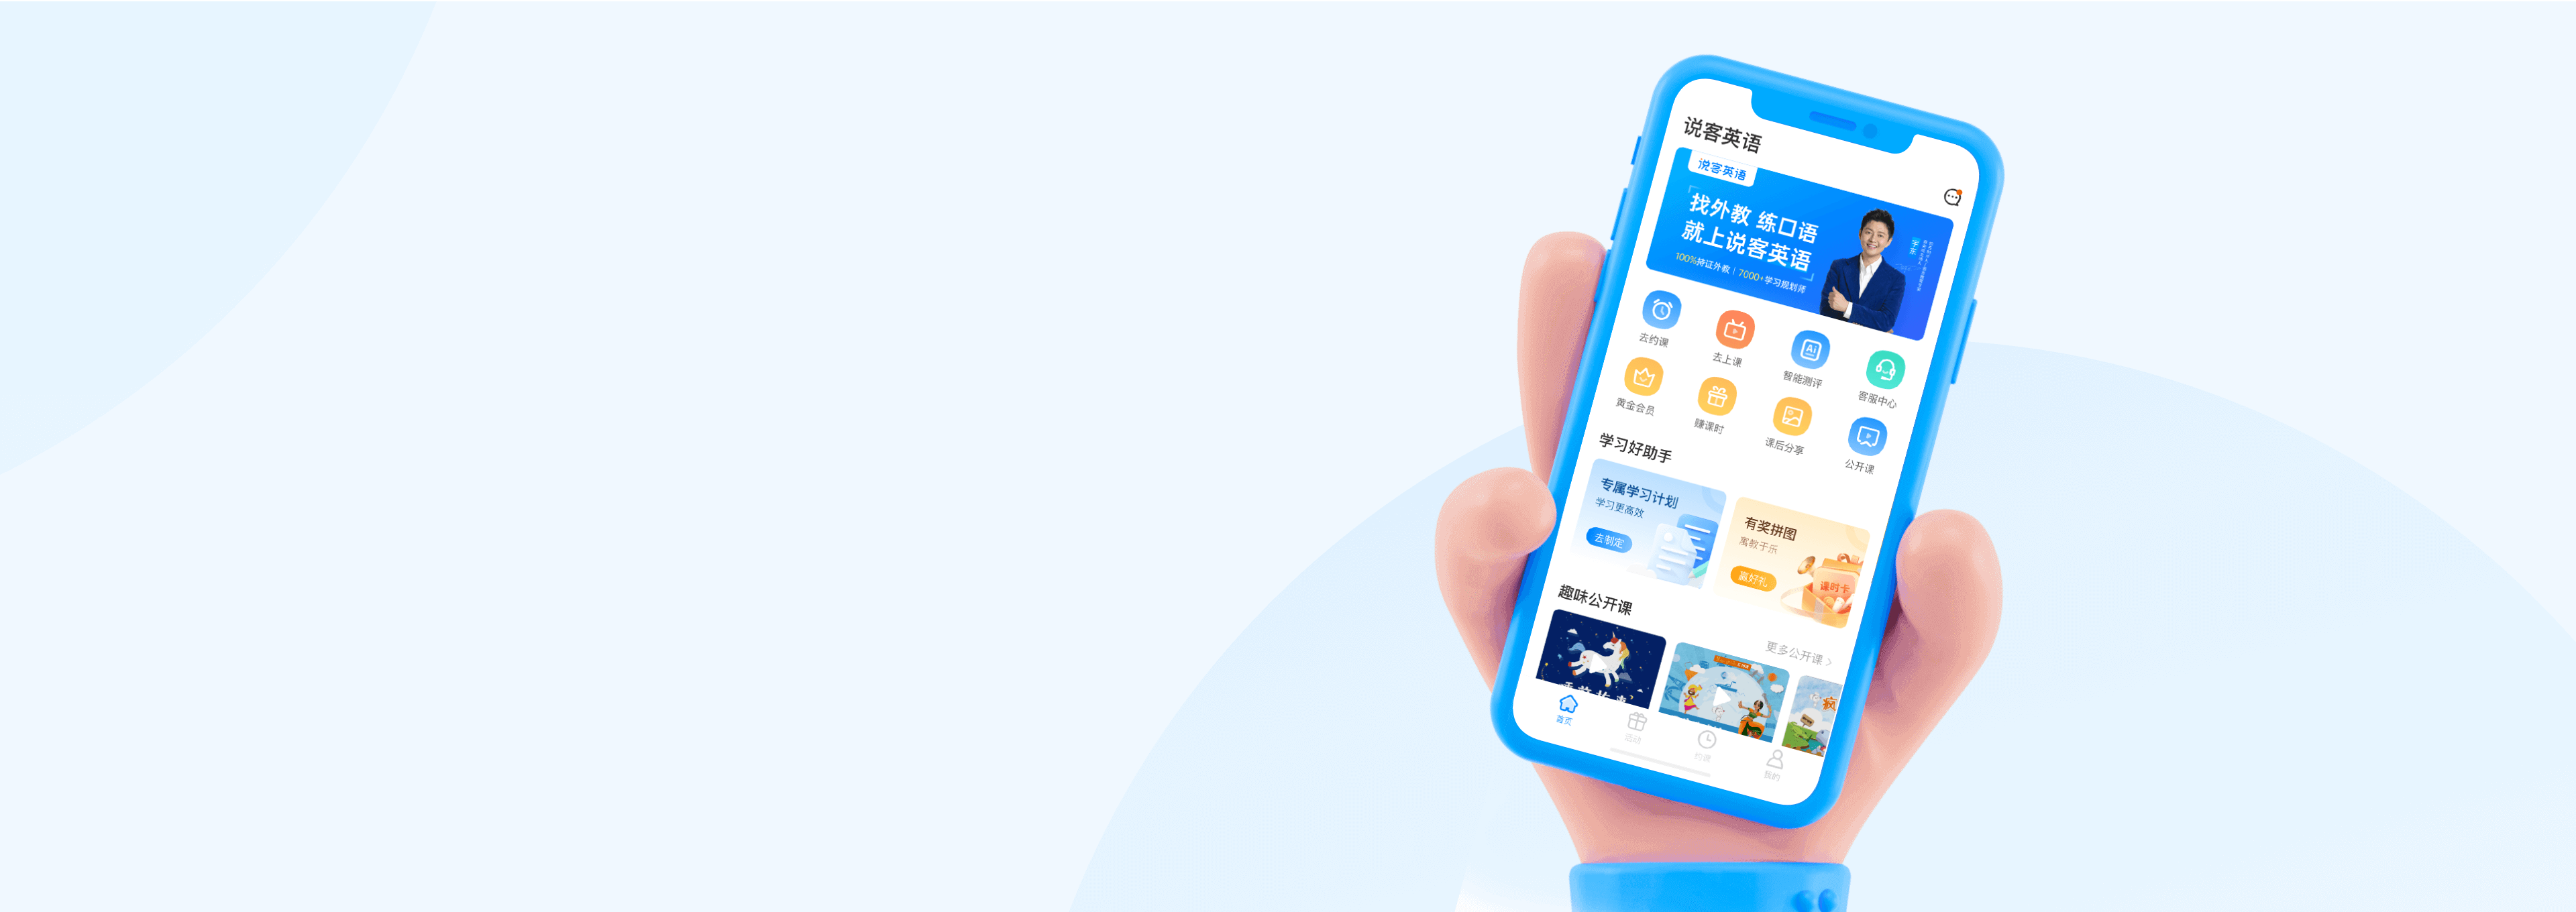 说客英语
说客英语
找外教 练口语
就上说客英语
100%持证外教 | 7000+学习规划师
去约课
去上课
Ai
智能测评
客服中心
黄金会员
赚课时
课后分享
公开课
学习好助手
专属学习计划
学习更高效
去制定
有奖拼图
寓教于乐
赢好礼
课时卡
趣味公开课
更多公开课 >
疯
首页
活动
约课
我的